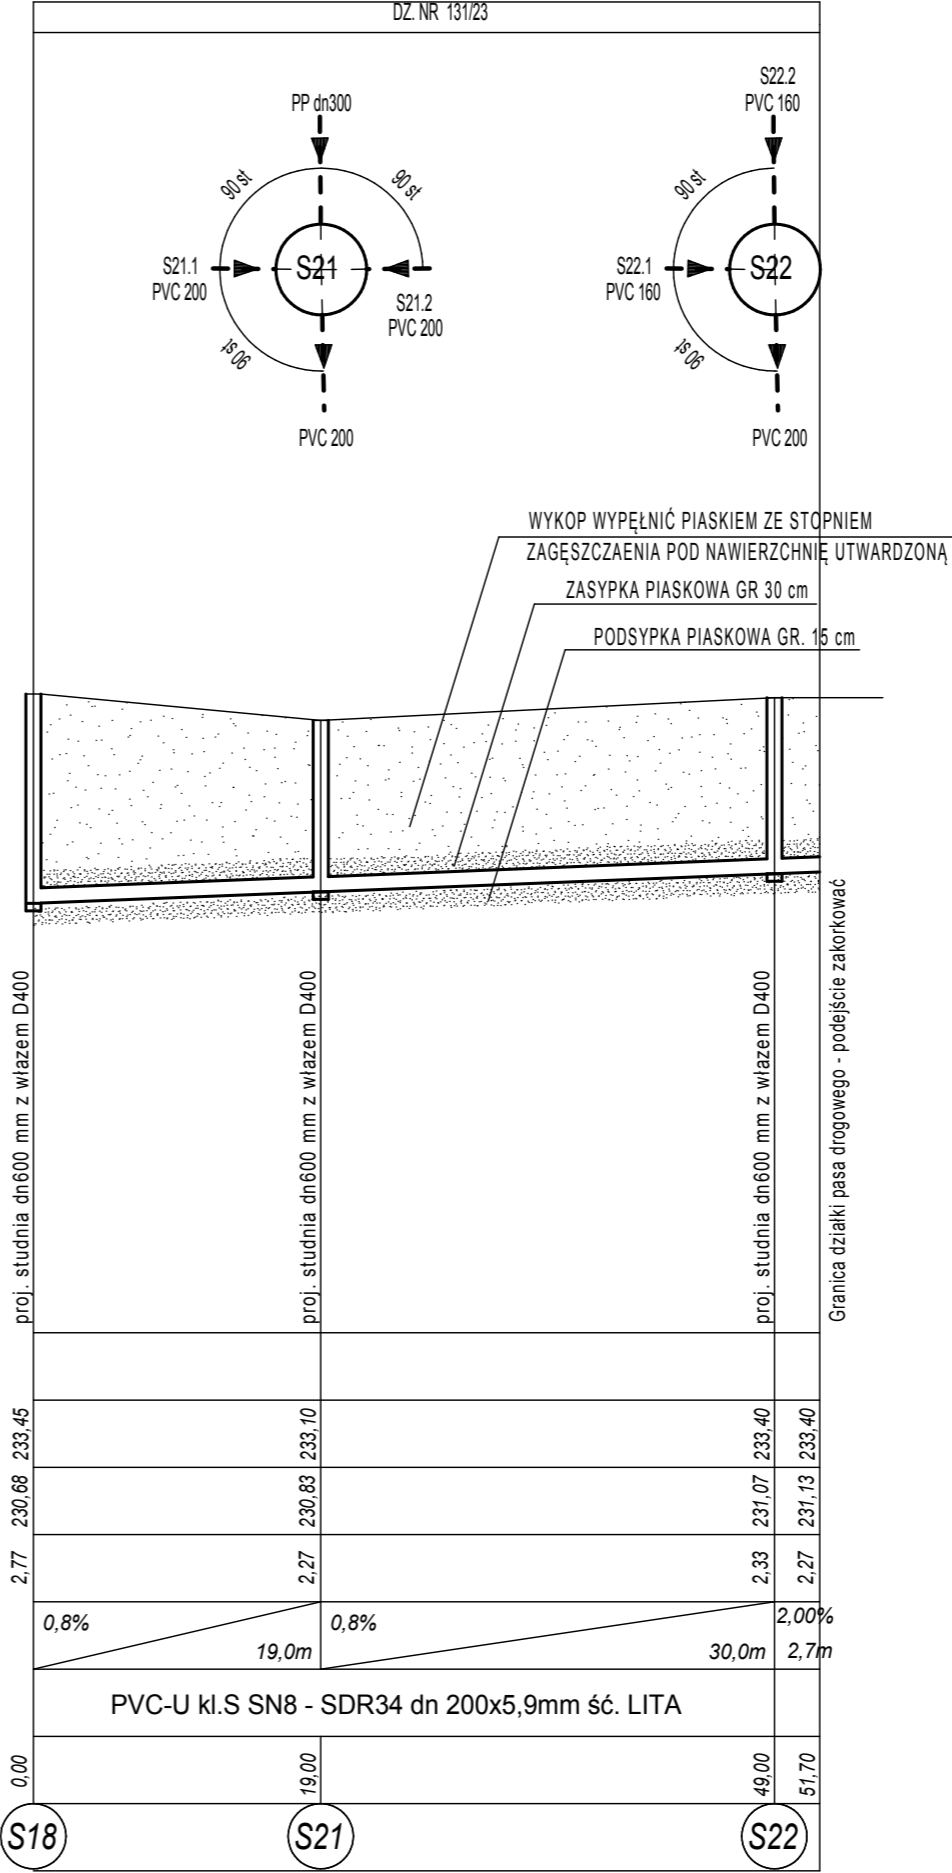 DZ. NR 131/23
PP dn300
S22.2
PVC 160
90 st
90 st
90 st
S21.1
PVC 200
S21
S21.2
PVC 200
S22.1
PVC 160
S22
90 st
90 st
PVC 200
PVC 200
WYKOP WYPEŁNIĆ PIASKIEM ZE STOPNIEM
ZAGĘSZCZAENIA POD NAWIERZCHNIĘ UTWARDZONĄ
ZASYPKA PIASKOWA GR 30 cm
PODSYPKA PIASKOWA GR. 15 cm
proj. studnia dn600 mm z włazem D400
proj. studnia dn600 mm z włazem D400
proj. studnia dn600 mm z włazem D400
Granica działki pasa drogowego - podejście zakorkować
233,45
233,10
233,40
233,40
230,68
230,83
231,07
231,13
2,77
2,27
2,33
2,27
0,8%
0,8%
2,00%
19,0m
30,0m
2,7m
PVC-U kl.S SN8 - SDR34 dn 200x5,9mm ść. LITA
0,00
19,00
49,00
51,70
S18
S21
S22